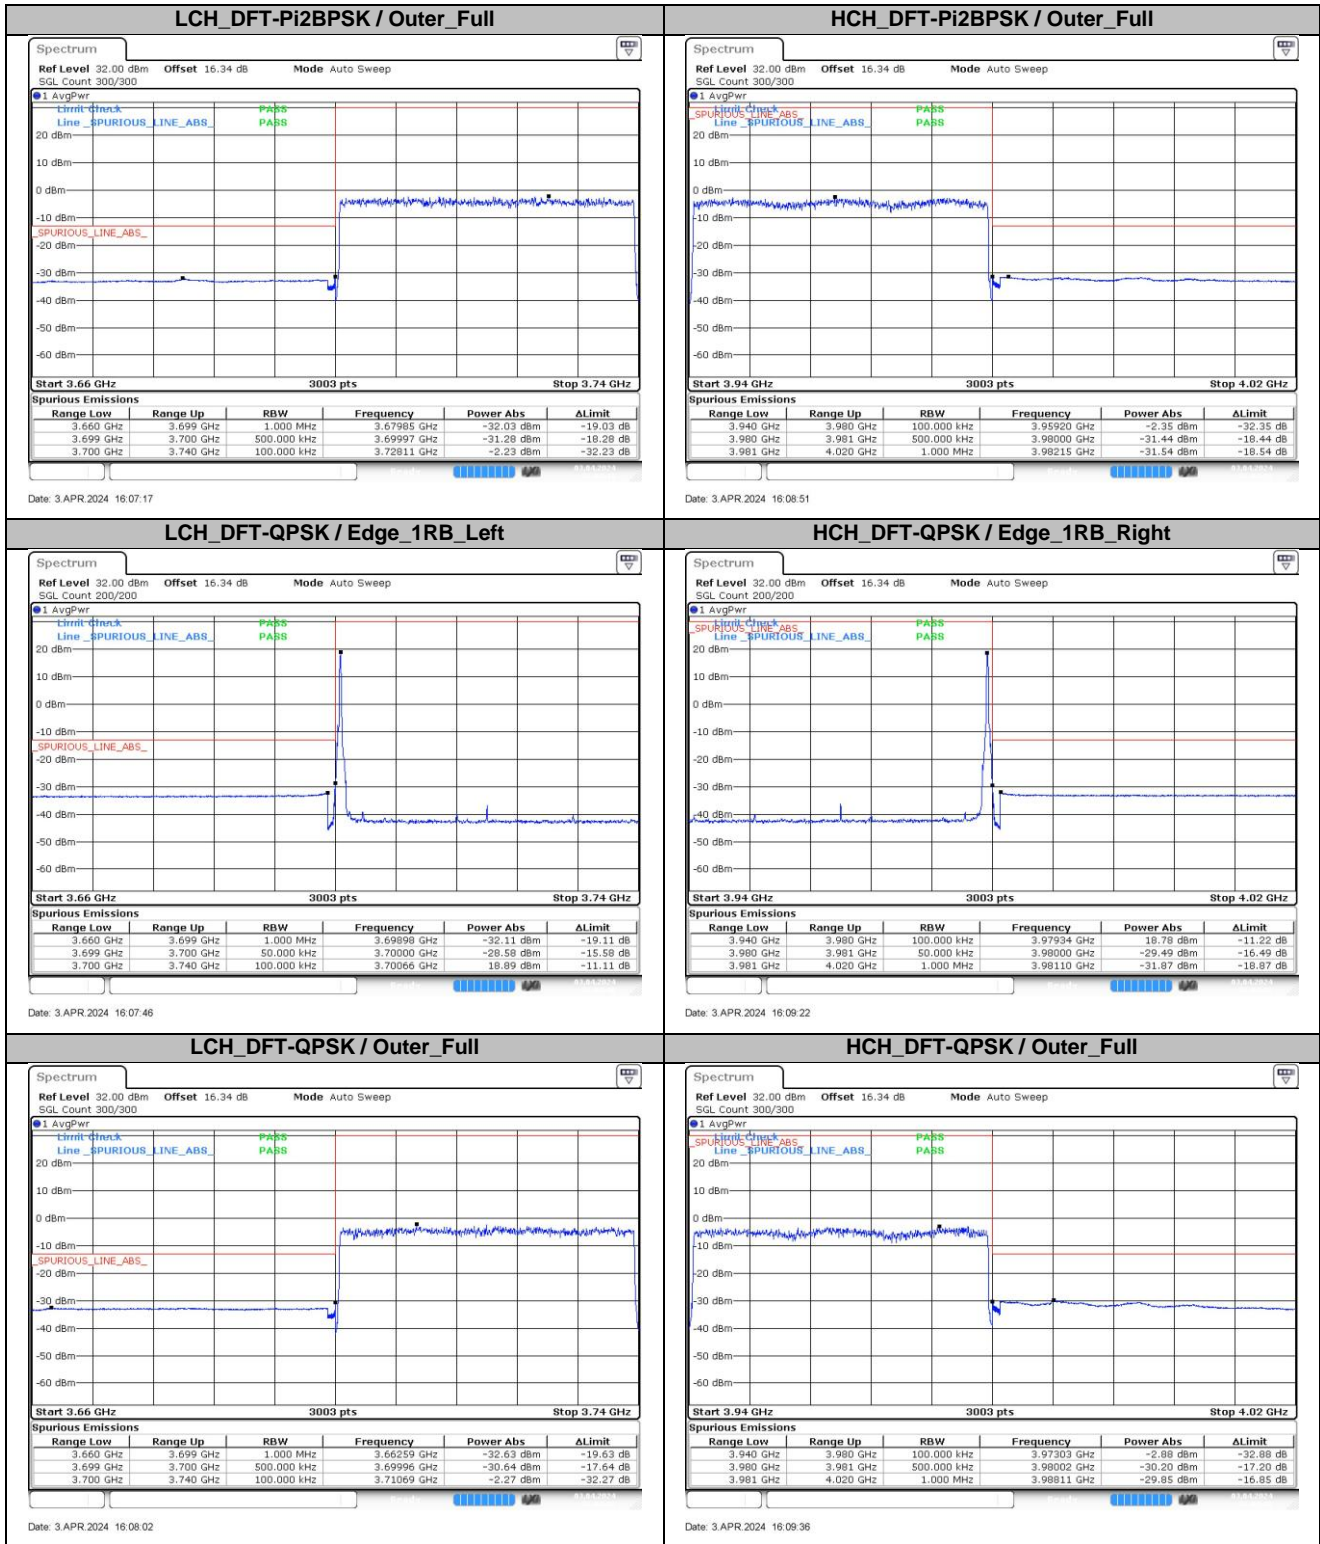 LCH_DFT-Pi2BPSK / Outer_Full
Spectrum
Ref Level 32.00 dBm Offset 16.34 dB Mode Auto Sweep
SGL Count 300/300
1 AvgPwr
Limit Check PASS
Line _SPURIOUS_LINE_ABS_ PASS
20 dBm
10 dBm
0 dBm
-10 dBm
_SPURIOUS_LINE_ABS_
-20 dBm
-30 dBm
-40 dBm
-50 dBm
-60 dBm
Start 3.66 GHz 3003 pts Stop 3.74 GHz
Spurious Emissions
Range Low Range Up RBW Frequency Power Abs ΔLimit
3.660 GHz 3.699 GHz 1.000 MHz 3.67985 GHz -32.03 dBm -19.03 dB
3.699 GHz 3.700 GHz 500.000 kHz 3.69997 GHz -31.28 dBm -18.28 dB
3.700 GHz 3.740 GHz 100.000 kHz 3.72811 GHz -2.23 dBm -32.23 dB
Date: 3.APR.2024 16:07:17
HCH_DFT-Pi2BPSK / Outer_Full
Spectrum
Ref Level 32.00 dBm Offset 16.34 dB Mode Auto Sweep
SGL Count 300/300
1 AvgPwr
Limit Check PASS
_SPURIOUS_LINE_ABS_
Line _SPURIOUS_LINE_ABS_ PASS
20 dBm
10 dBm
0 dBm
-10 dBm
-20 dBm
-30 dBm
-40 dBm
-50 dBm
-60 dBm
Start 3.94 GHz 3003 pts Stop 4.02 GHz
Spurious Emissions
Range Low Range Up RBW Frequency Power Abs ΔLimit
3.940 GHz 3.980 GHz 100.000 kHz 3.95920 GHz -2.35 dBm -32.35 dB
3.980 GHz 3.981 GHz 500.000 kHz 3.98000 GHz -31.44 dBm -18.44 dB
3.981 GHz 4.020 GHz 1.000 MHz 3.98215 GHz -31.54 dBm -18.54 dB
Date: 3.APR.2024 16:08:51
LCH_DFT-QPSK / Edge_1RB_Left
Spectrum
Ref Level 32.00 dBm Offset 16.34 dB Mode Auto Sweep
SGL Count 200/200
1 AvgPwr
Limit Check PASS
Line _SPURIOUS_LINE_ABS_ PASS
20 dBm
10 dBm
0 dBm
-10 dBm
_SPURIOUS_LINE_ABS_
-20 dBm
-30 dBm
-40 dBm
-50 dBm
-60 dBm
Start 3.66 GHz 3003 pts Stop 3.74 GHz
Spurious Emissions
Range Low Range Up RBW Frequency Power Abs ΔLimit
3.660 GHz 3.699 GHz 1.000 MHz 3.69898 GHz -32.11 dBm -19.11 dB
3.699 GHz 3.700 GHz 50.000 kHz 3.70000 GHz -28.58 dBm -15.58 dB
3.700 GHz 3.740 GHz 100.000 kHz 3.70066 GHz 18.89 dBm -11.11 dB
Date: 3.APR.2024 16:07:46
HCH_DFT-QPSK / Edge_1RB_Right
Spectrum
Ref Level 32.00 dBm Offset 16.34 dB Mode Auto Sweep
SGL Count 200/200
1 AvgPwr
Limit Check PASS
_SPURIOUS_LINE_ABS_
Line _SPURIOUS_LINE_ABS_ PASS
20 dBm
10 dBm
0 dBm
-10 dBm
-20 dBm
-30 dBm
-40 dBm
-50 dBm
-60 dBm
Start 3.94 GHz 3003 pts Stop 4.02 GHz
Spurious Emissions
Range Low Range Up RBW Frequency Power Abs ΔLimit
3.940 GHz 3.980 GHz 100.000 kHz 3.97934 GHz 18.78 dBm -11.22 dB
3.980 GHz 3.981 GHz 50.000 kHz 3.98000 GHz -29.49 dBm -16.49 dB
3.981 GHz 4.020 GHz 1.000 MHz 3.98110 GHz -31.87 dBm -18.87 dB
Date: 3.APR.2024 16:09:22
LCH_DFT-QPSK / Outer_Full
Spectrum
Ref Level 32.00 dBm Offset 16.34 dB Mode Auto Sweep
SGL Count 300/300
1 AvgPwr
Limit Check PASS
Line _SPURIOUS_LINE_ABS_ PASS
20 dBm
10 dBm
0 dBm
-10 dBm
_SPURIOUS_LINE_ABS_
-20 dBm
-30 dBm
-40 dBm
-50 dBm
-60 dBm
Start 3.66 GHz 3003 pts Stop 3.74 GHz
Spurious Emissions
Range Low Range Up RBW Frequency Power Abs ΔLimit
3.660 GHz 3.699 GHz 1.000 MHz 3.66259 GHz -32.63 dBm -19.63 dB
3.699 GHz 3.700 GHz 500.000 kHz 3.69996 GHz -30.64 dBm -17.64 dB
3.700 GHz 3.740 GHz 100.000 kHz 3.71069 GHz -2.27 dBm -32.27 dB
Date: 3.APR.2024 16:08:02
HCH_DFT-QPSK / Outer_Full
Spectrum
Ref Level 32.00 dBm Offset 16.34 dB Mode Auto Sweep
SGL Count 300/300
1 AvgPwr
Limit Check PASS
_SPURIOUS_LINE_ABS_
Line _SPURIOUS_LINE_ABS_ PASS
20 dBm
10 dBm
0 dBm
-10 dBm
-20 dBm
-30 dBm
-40 dBm
-50 dBm
-60 dBm
Start 3.94 GHz 3003 pts Stop 4.02 GHz
Spurious Emissions
Range Low Range Up RBW Frequency Power Abs ΔLimit
3.940 GHz 3.980 GHz 100.000 kHz 3.97303 GHz -2.88 dBm -32.88 dB
3.980 GHz 3.981 GHz 500.000 kHz 3.98002 GHz -30.20 dBm -17.20 dB
3.981 GHz 4.020 GHz 1.000 MHz 3.98811 GHz -29.85 dBm -16.85 dB
Date: 3.APR.2024 16:09:36